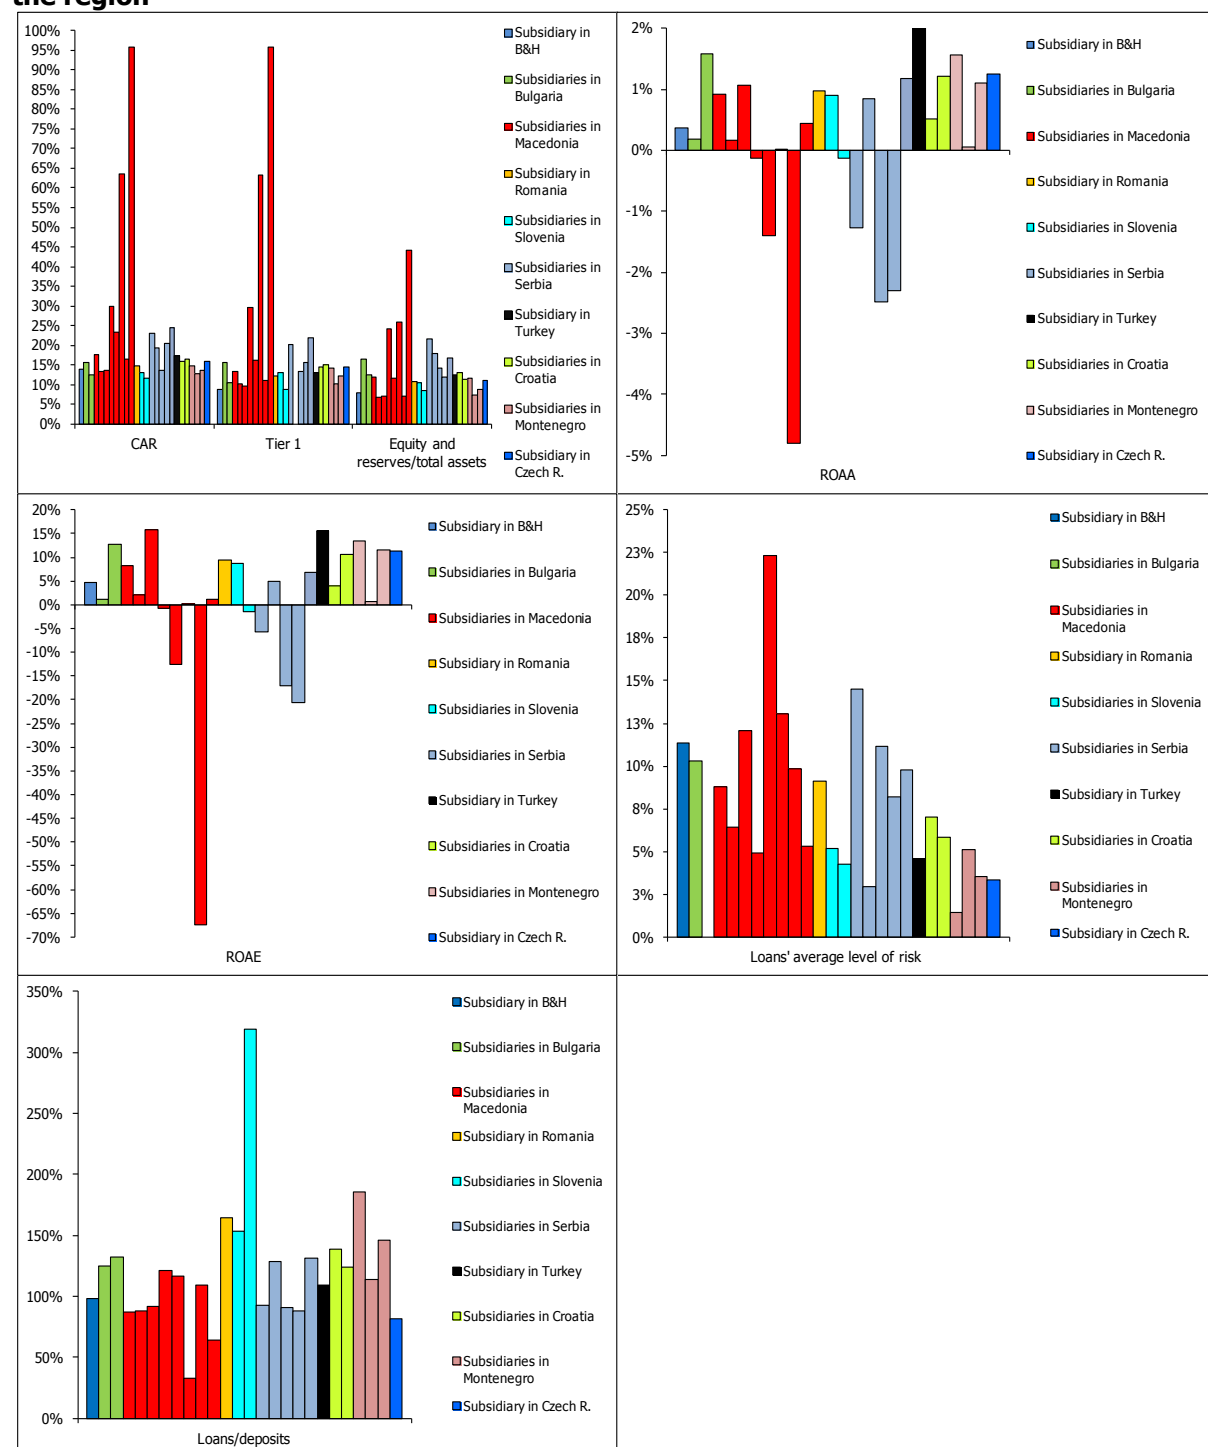 the region
100%
95%
90%
85%
80%
75%
70%
65%
60%
55%
50%
45%
40%
35%
30%
25%
20%
15%
10%
5%
0%
CAR
Tier 1
Equity and
reserves/total assets
Subsidiary in
B&H
Subsidiaries in
Bulgaria
Subsidiaries in
Macedonia
Subsidiary in
Romania
Subsidiaries in
Slovenia
Subsidiaries in
Serbia
Subsidiary in
Turkey
Subsidiaries in
Croatia
Subsidiaries in
Montenegro
Subsidiary in
Czech R.
2%
1%
0%
-1%
-2%
-3%
-4%
-5%
ROAA
Subsidiary in B&H
Subsidiaries in Bulgaria
Subsidiaries in Macedonia
Subsidiary in Romania
Subsidiaries in Slovenia
Subsidiaries in Serbia
Subsidiary in Turkey
Subsidiaries in Croatia
Subsidiaries in Montenegro
Subsidiary in Czech R.
20%
15%
10%
5%
0%
-5%
-10%
-15%
-20%
-25%
-30%
-35%
-40%
-45%
-50%
-55%
-60%
-65%
-70%
ROAE
Subsidiary in B&H
Subsidiaries in Bulgaria
Subsidiaries in Macedonia
Subsidiary in Romania
Subsidiaries in Slovenia
Subsidiaries in Serbia
Subsidiary in Turkey
Subsidiaries in Croatia
Subsidiaries in Montenegro
Subsidiary in Czech R.
25%
23%
20%
18%
15%
13%
10%
8%
5%
3%
0%
Loans' average level of risk
Subsidiary in B&H
Subsidiaries in Bulgaria
Subsidiaries in
Macedonia
Subsidiary in Romania
Subsidiaries in Slovenia
Subsidiaries in Serbia
Subsidiary in Turkey
Subsidiaries in Croatia
Subsidiaries in
Montenegro
Subsidiary in Czech R.
350%
300%
250%
200%
150%
100%
50%
0%
Loans/deposits
Subsidiary in B&H
Subsidiaries in Bulgaria
Subsidiaries in
Macedonia
Subsidiary in Romania
Subsidiaries in Slovenia
Subsidiaries in Serbia
Subsidiary in Turkey
Subsidiaries in Croatia
Subsidiaries in
Montenegro
Subsidiary in Czech R.